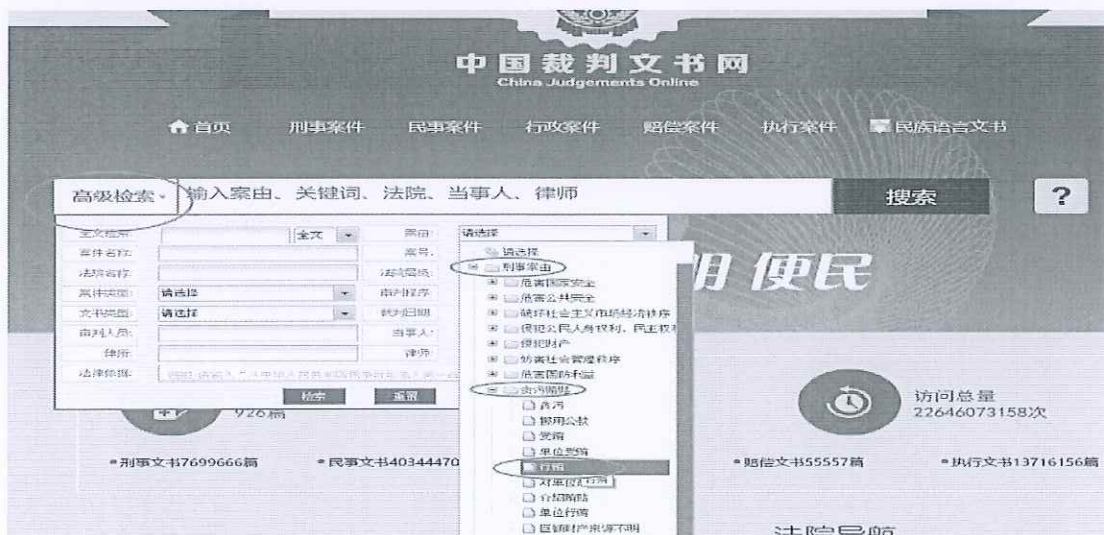 中国裁判文书网
China Judgements Online
首页 刑事案件 民事案件 行政案件 赔偿案件 执行案件 民族语言文书
高级检索 输入案由、关键词、法院、当事人、律师 搜索 ?
全文检索: 全文 案由: 请选择
案件名称: 案号:
法院名称: 法院层级:
案件类型: 请选择 审判程序:
文书类型: 请选择 裁判日期:
审判人员: 当事人:
律所: 律师:
法律依据:
检索 重置
请选择
刑事案由
危害国家安全
危害公共安全
破坏社会主义市场经济秩序
侵犯公民人身权利、民主权
侵犯财产
妨害社会管理秩序
危害国防利益
贪污贿赂
贪污
挪用公款
受贿
单位受贿
行贿
对单位 行贿
介绍贿赂
单位行贿
巨额财产来源不明
便民
926篇
访问总量
22646073158次
刑事文书7699666篇 民事文书40344470 赔偿文书55557篇 执行文书13716156篇
法院导航